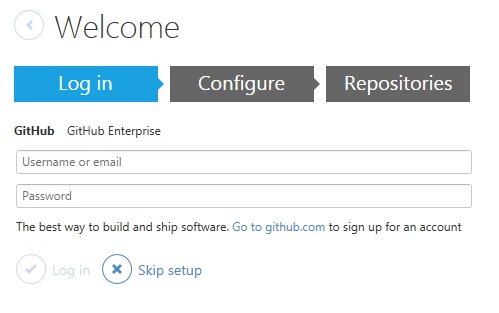 Welcome
Log in Configure Repositories
GitHub GitHub Enterprise
Username or email
Password
The best way to build and ship software. Go to github.com to sign up for an account
Log in Skip setup